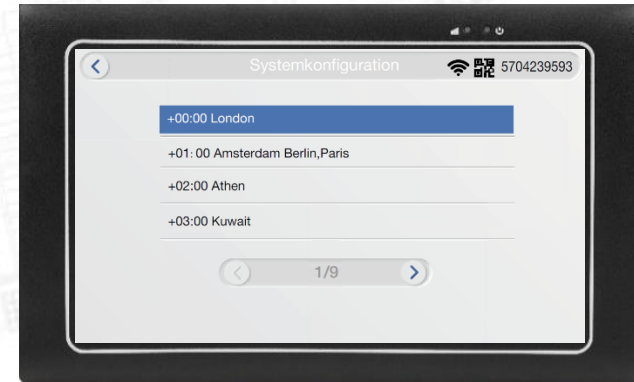 Systemkonfiguration
5704239593
+00:00 London
+01:00 Amsterdam Berlin,Paris
+02:00 Athen
+03:00 Kuwait
1/9